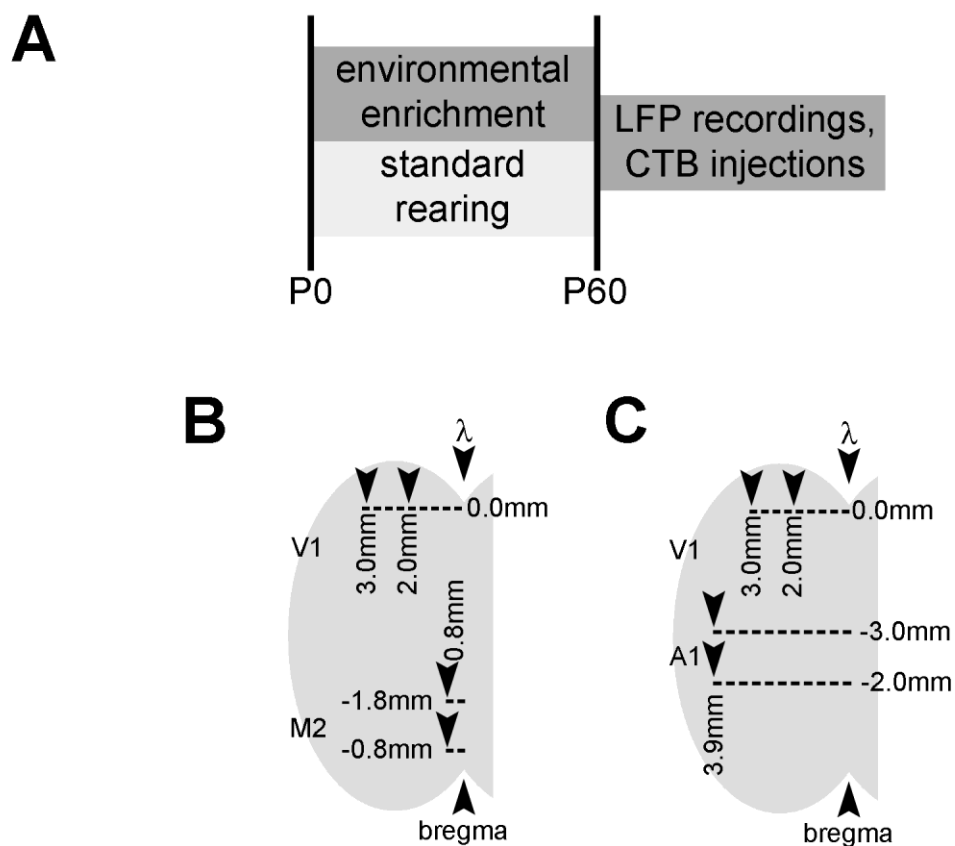 A
environmental
enrichment
standard
rearing
LFP recordings,
CTB injections
P0
P60
B
λ
0.0mm
V1
3.0mm
2.0mm
0.8mm
-1.8mm
M2
-0.8mm
bregma
C
λ
0.0mm
V1
3.0mm
2.0mm
-3.0mm
A1
-2.0mm
3.9mm
bregma